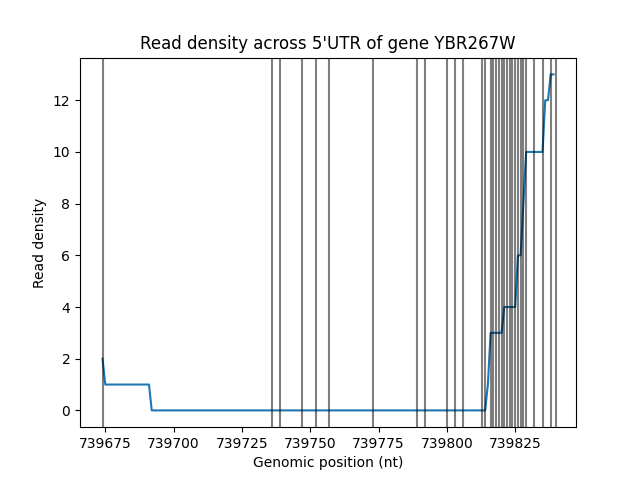 Read density across 5'UTR of gene YBR267W
12
10
8
6
4
2
0
Read density
739675 739700 739725 739750 739775 739800 739825
Genomic position (nt)